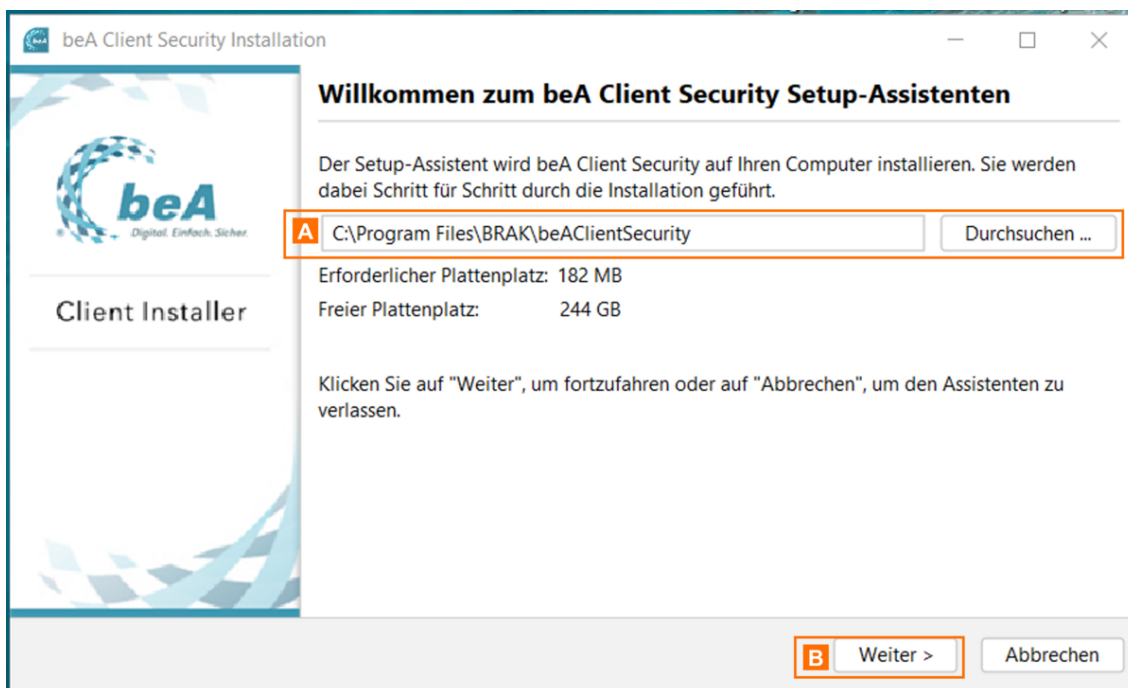 beA Client Security Installation
Willkommen zum beA Client Security Setup-Assistenten
Der Setup-Assistent wird beA Client Security auf Ihren Computer installieren. Sie werden
dabei Schritt für Schritt durch die Installation geführt.
beA
Digital. Einfach. Sicher.
A C:\Program Files\BRAK\beAClientSecurity Durchsuchen ...
Erforderlicher Plattenplatz: 182 MB
Client Installer
Freier Plattenplatz: 244 GB
Klicken Sie auf "Weiter", um fortzufahren oder auf "Abbrechen", um den Assistenten zu
verlassen.
B Weiter > Abbrechen